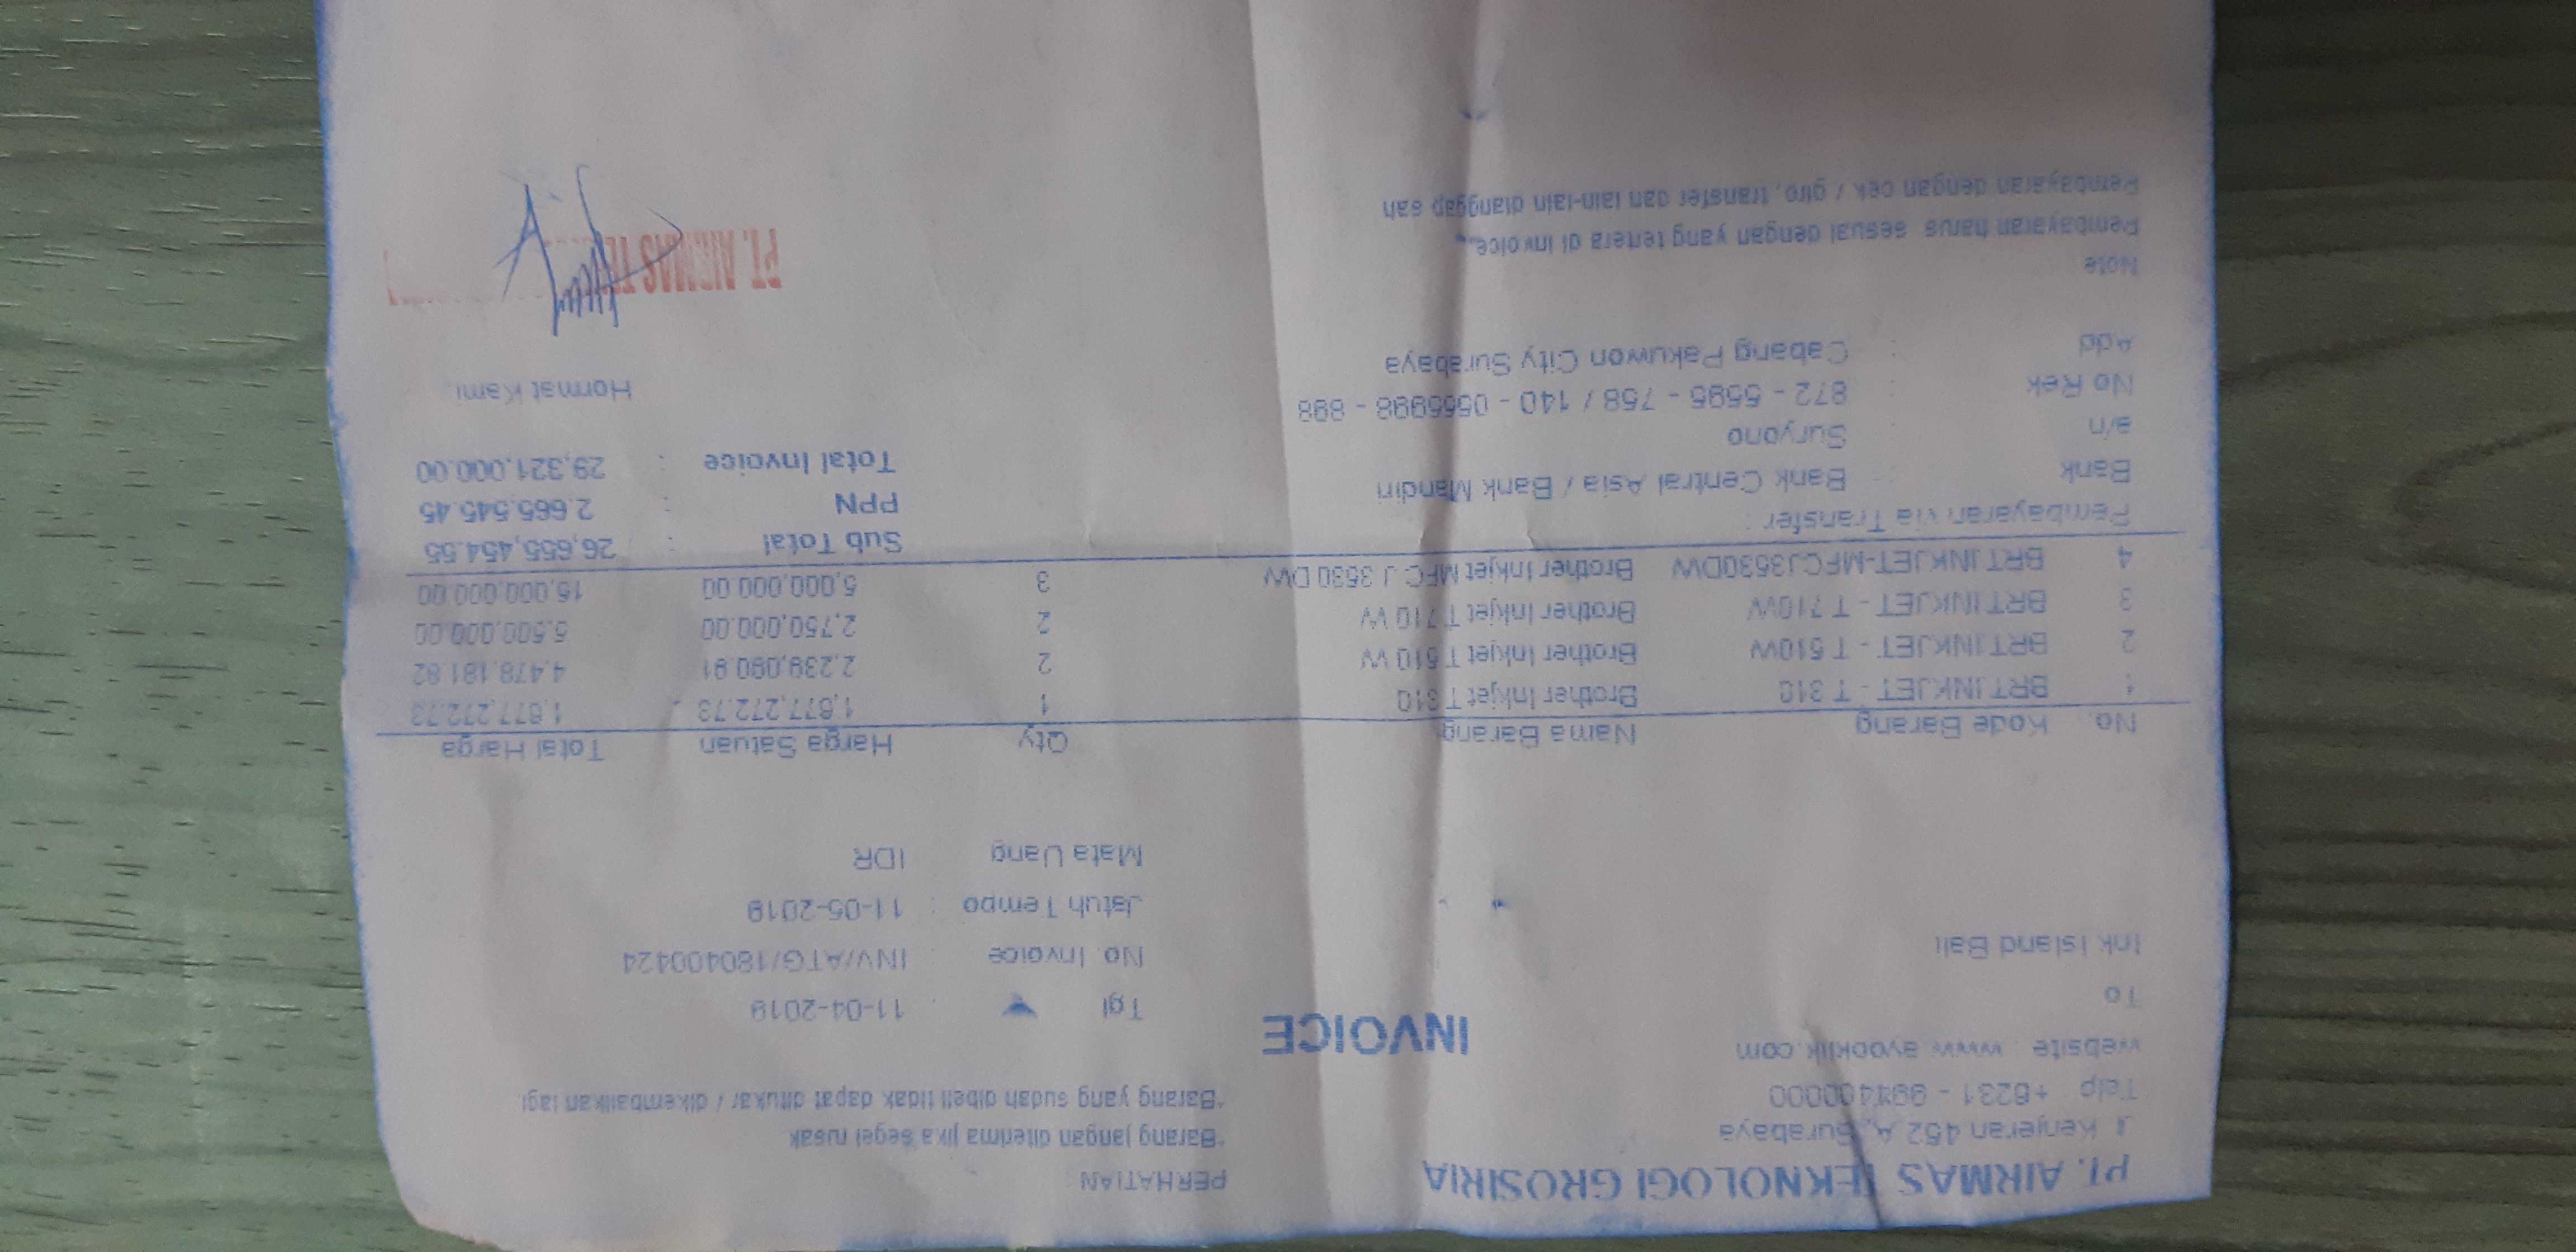 PT. AIRMAS TEKNOLOGI GROSIRIA
Jl Kenjeran 452 A, Surabaya
Telp +6231 -
website : www.ayooklik.com
PERHATIAN :
*Barang jangan diterima jika segel rusak
*Barang yang sudah dibeli tidak dapat ditukar / dikembalikan lagi.
INVOICE
To
Ink Island Bali
Tgl : 11-04-2019
No. Invoice : INV/ATG/190400424
Jatuh Tempo : 11-05-2019
Mata Uang : IDR
No. Kode Barang Nama Barang Qty Harga Satuan Total Harga
1 BRT.INKJET - T 310 Brother Inkjet T 310 1 1,677,272.73 1,677,272.73
2 BRT.INKJET - T 510W Brother Inkjet T 510 W 2 2,239,090.91 4,478,181.82
3 BRT.INKJET - T 710W Brother Inkjet T 710 W 2 2,750,000.00 5,500,000.00
4 BRT.INKJET-MFCJ3530DW Brother Inkjet MFC J 3530 DW 3 5,000,000.00 15,000,000.00
Pembayaran via Transfer :
Bank : Bank Central Asia / Bank Mandiri
a/n : Suryono
No Rek : 872 - 5595 - 758 / 140 - 0555998 - 898
Add : Cabang Pakuwon City Surabaya
Sub Total : 26,655,454.55
PPN : 2,665,545.45
Total Invoice : 29,321,000.00
Hormat Kami,
PT. AIRMAS
Note
Pembayaran harus sesuai dengan yang tertera di invoice,
Pembayaran dengan cek / giro, transfer dan lain-lain dianggap sah